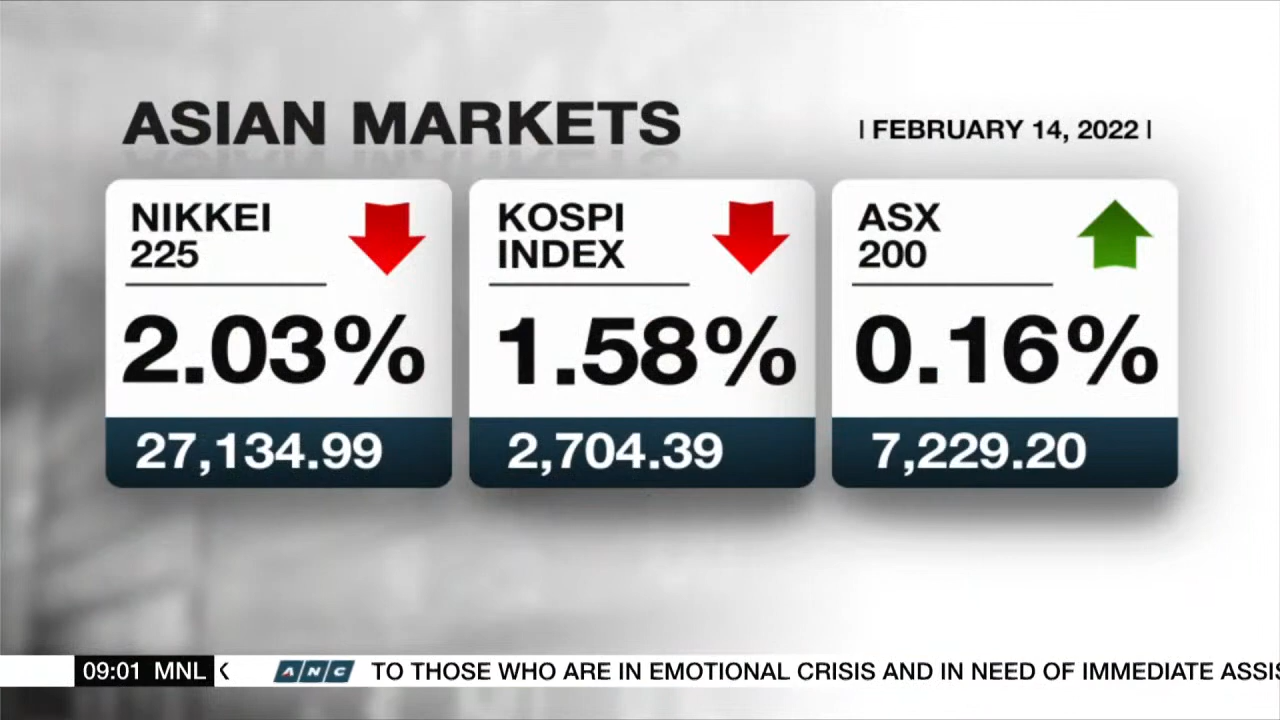 ASIAN MARKETS
| FEBRUARY 14, 2022 |
NIKKEI
225
2.03%
27,134.99
KOSPI
INDEX
1.58%
2,704.39
ASX
200
0.16%
7,229.20
09:01 MNL
ANC
TO THOSE WHO ARE IN EMOTIONAL CRISIS AND IN NEED OF IMMEDIATE ASSIS